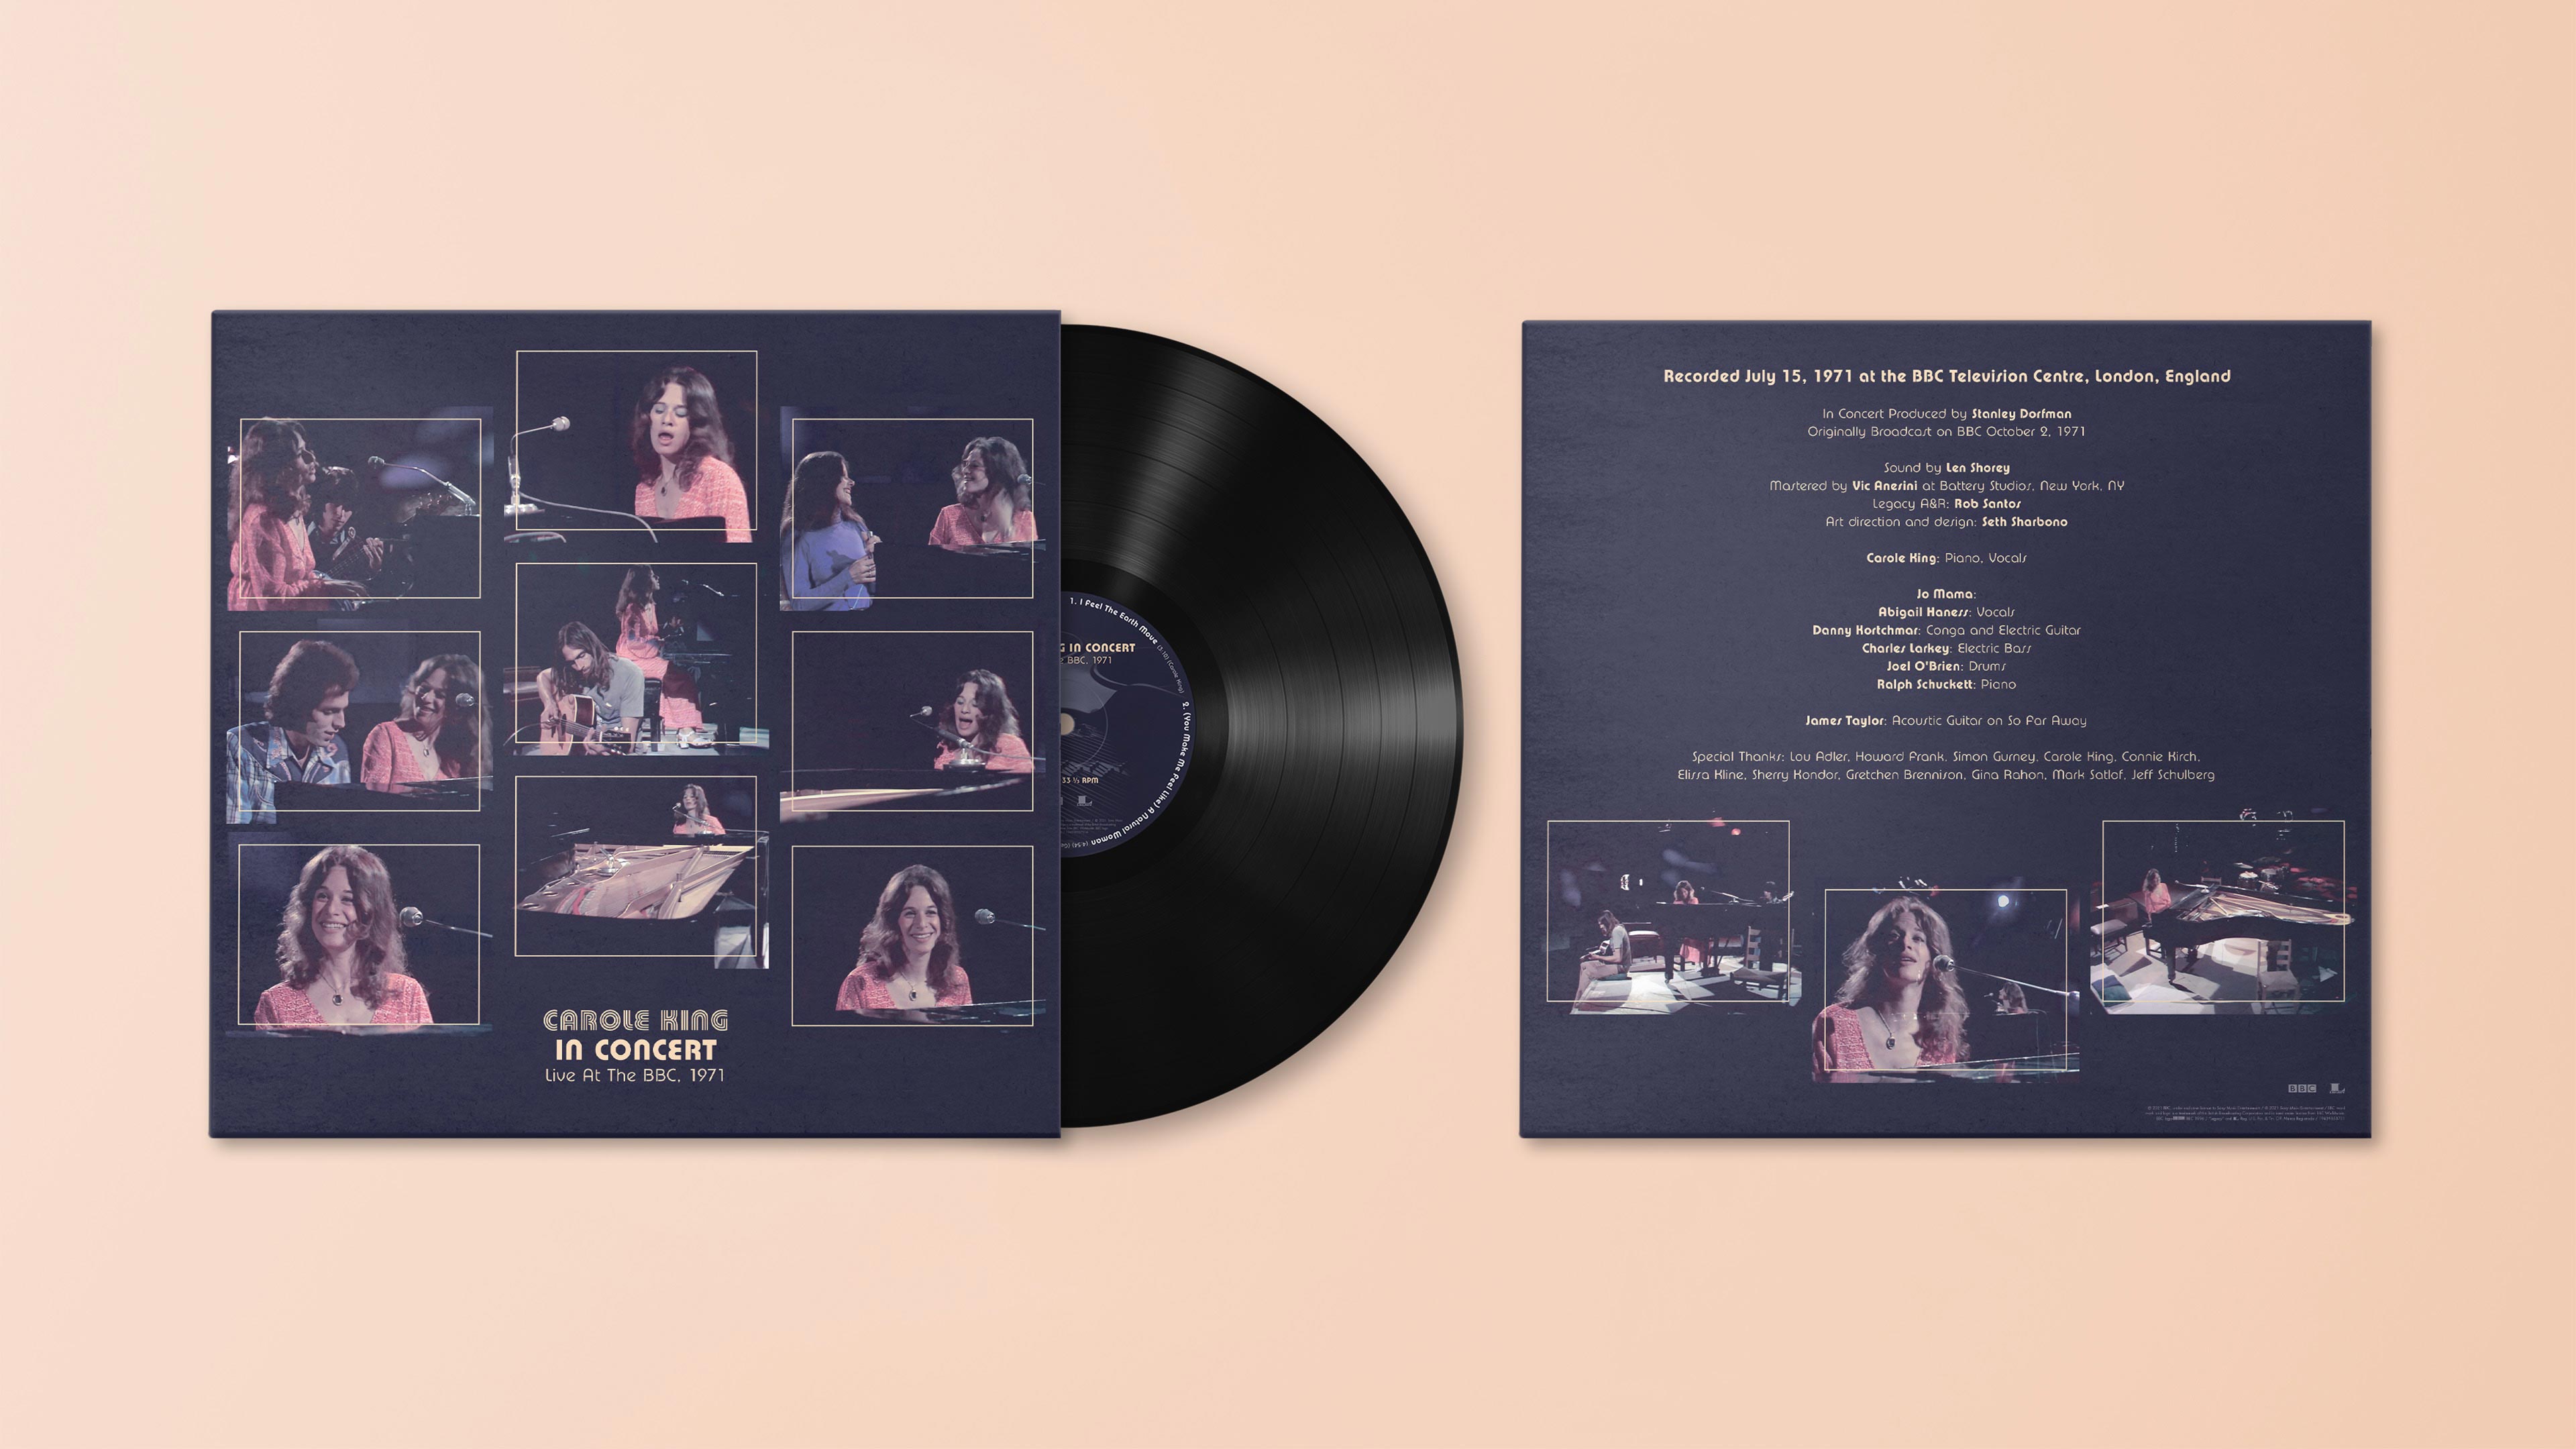 CAROLE KING
IN CONCERT
Live At The BBC, 1971
1. I Feel The Earth Move (3:10) (Carole King)
2. (You Make Me Feel Like) A Natural Woman (4:54)
G IN CONCERT
BBC, 1971
33 ⅓ RPM
Recorded July 15, 1971 at the BBC Television Centre, London, England
In Concert Produced by Stanley Dorfman
Originally Broadcast on BBC October 2, 1971
Sound by Len Shorey
Mastered by Vic Anesini at Battery Studios, New York, NY
Legacy A&R: Rob Santos
Art direction and design: Seth Sharbono
Carole King: Piano, Vocals
Jo Mama:
Abigail Haness: Vocals
Danny Kortchmar: Conga and Electric Guitar
Charles Larkey: Electric Bass
Joel O'Brien: Drums
Ralph Schuckett: Piano
James Taylor: Acoustic Guitar on So Far Away
Special Thanks: Lou Adler, Howard Frank, Simon Gurney, Carole King, Connie Kirch,
Elissa Kline, Sherry Kondor, Gretchen Brennison, Gina Rahon, Mark Satlof, Jeff Schulberg
BBC L